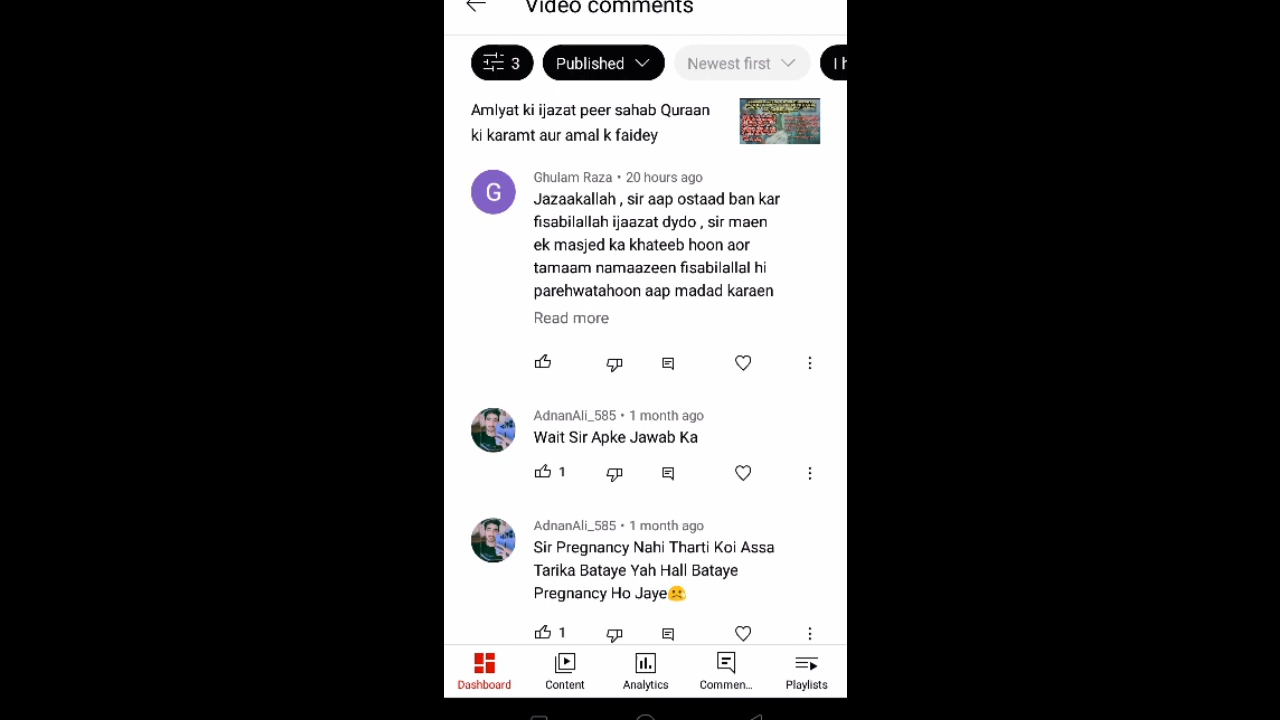 Video comments
3
Published
Newest first
I h
Amlyat ki ijazat peer sahab Quraan
ki karamt aur amal k faidey
G
Ghulam Raza • 20 hours ago
Jazaakallah , sir aap ostaad ban kar
fisabilallah ijaazat dydo , sir maen
ek masjed ka khateeb hoon aor
tamaam namaazeen fisabilallal hi
parehwatahoon aap madad karaen
Read more
AdnanAli_585 • 1 month ago
Wait Sir Apke Jawab Ka
1
AdnanAli_585 • 1 month ago
Sir Pregnancy Nahi Tharti Koi Assa
Tarika Bataye Yah Hall Bataye
Pregnancy Ho Jaye☹️
1
Dashboard
Content
Analytics
Commen...
Playlists